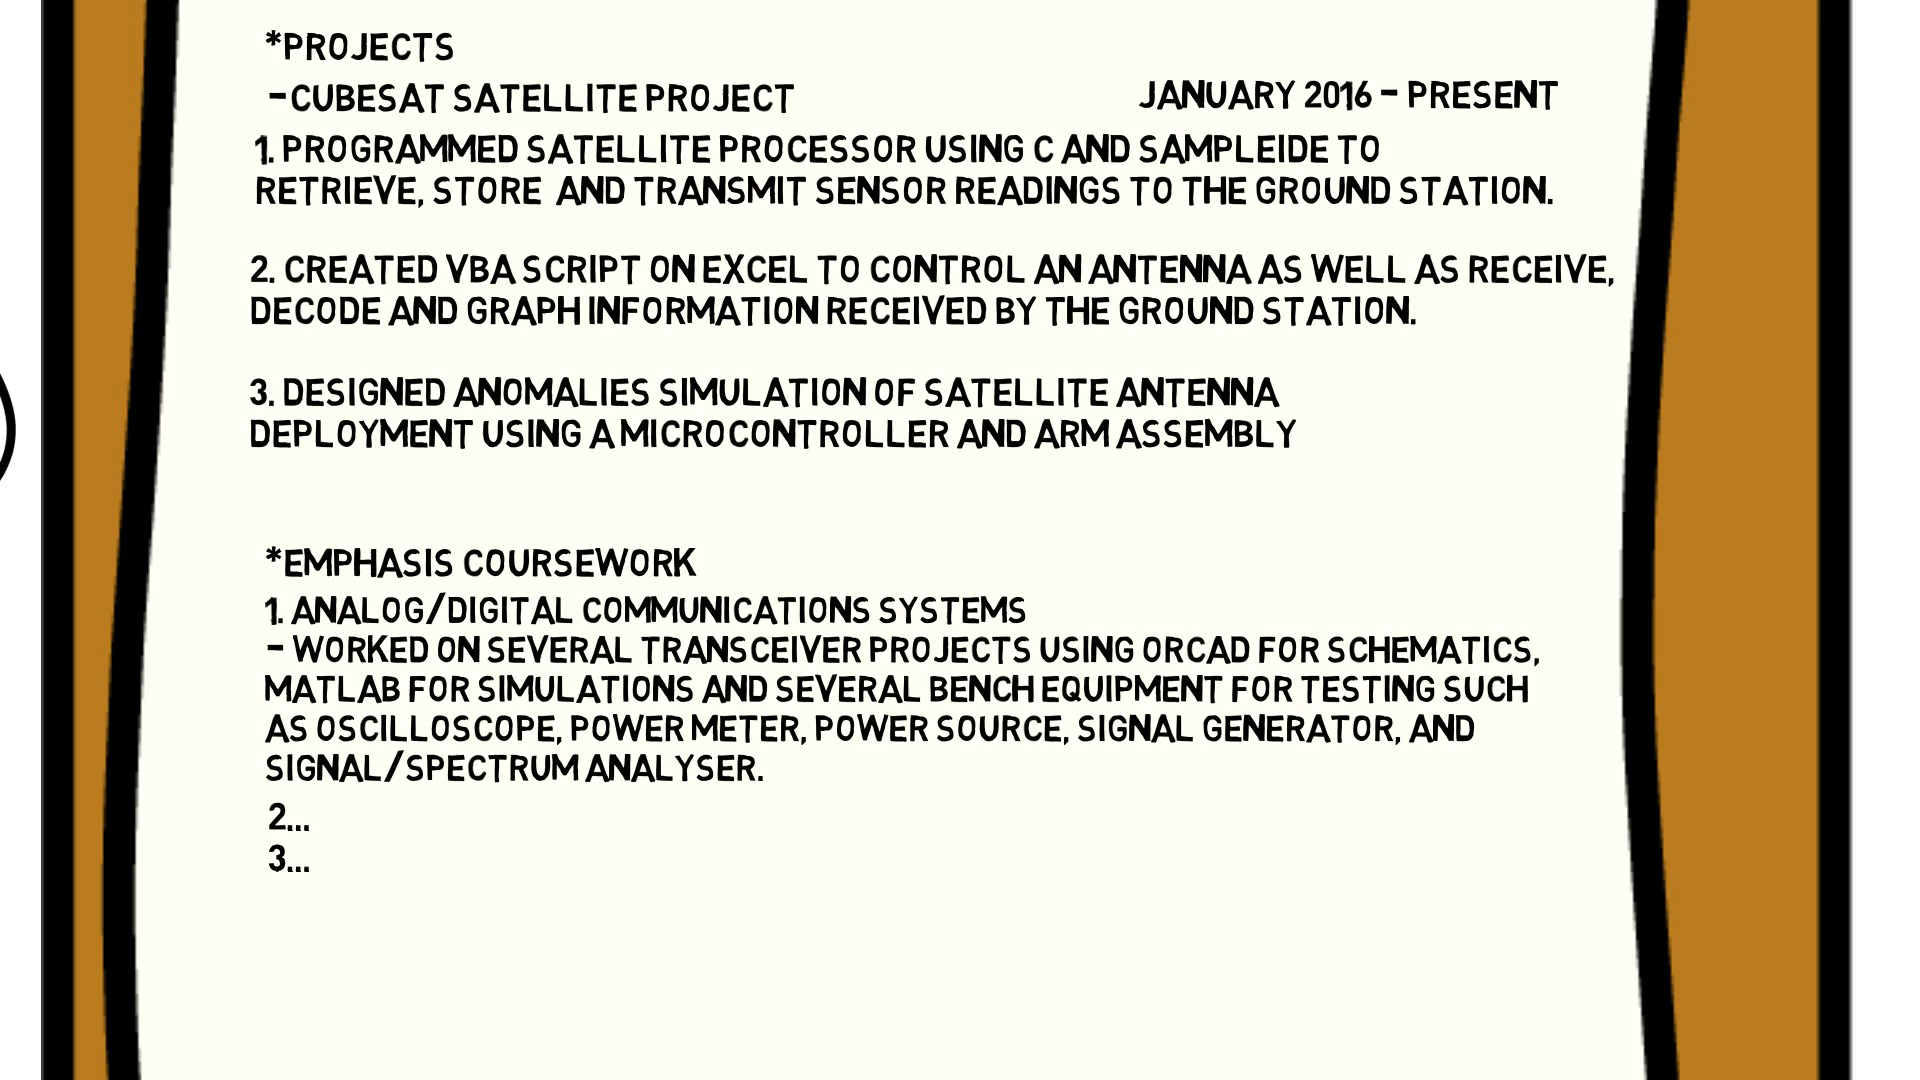 *PROJECTS
-CUBESAT SATELLITE PROJECT JANUARY 2016 - PRESENT
1. PROGRAMMED SATELLITE PROCESSOR USING C AND SAMPLEIDE TO
RETRIEVE, STORE AND TRANSMIT SENSOR READINGS TO THE GROUND STATION.
2. CREATED VBA SCRIPT ON EXCEL TO CONTROL AN ANTENNA AS WELL AS RECEIVE,
DECODE AND GRAPH INFORMATION RECEIVED BY THE GROUND STATION.
3. DESIGNED ANOMALIES SIMULATION OF SATELLITE ANTENNA
DEPLOYMENT USING A MICROCONTROLLER AND ARM ASSEMBLY
*EMPHASIS COURSEWORK
1. ANALOG/DIGITAL COMMUNICATIONS SYSTEMS
- WORKED ON SEVERAL TRANSCEIVER PROJECTS USING ORCAD FOR SCHEMATICS,
MATLAB FOR SIMULATIONS AND SEVERAL BENCH EQUIPMENT FOR TESTING SUCH
AS OSCILLOSCOPE, POWER METER, POWER SOURCE, SIGNAL GENERATOR, AND
SIGNAL/SPECTRUM ANALYSER.
2...
3...